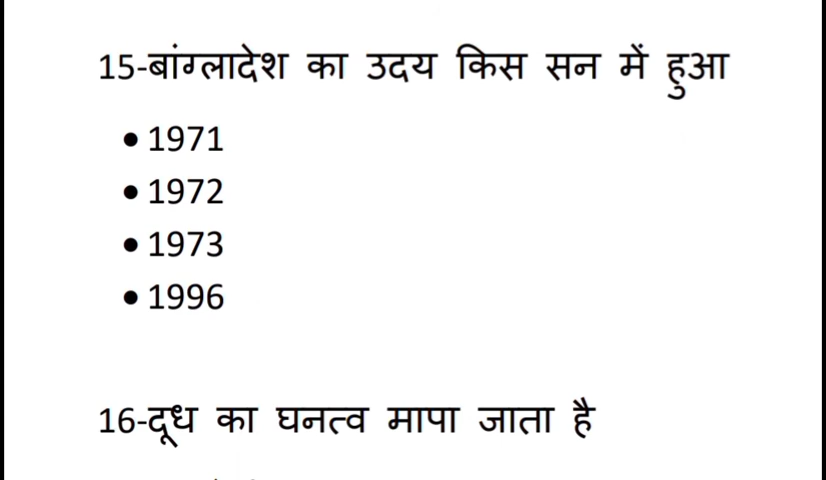 15-बांग्लादेश का उदय किस सन में हुआ
• 1971
• 1972
• 1973
• 1996
16-दूध का घनत्व मापा जाता है